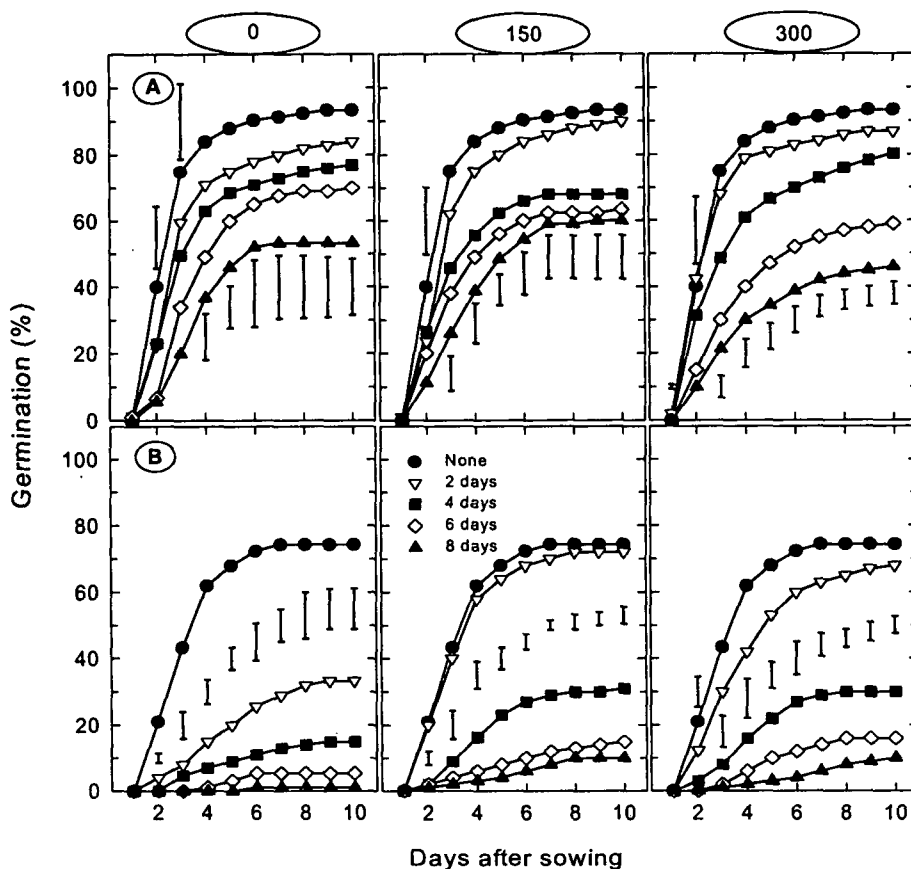 0 150 300
A
100
80
60
40
20
0
Germination (%)
B
100
80
60
40
20
0
None
2 days
4 days
6 days
8 days
2 4 6 8 10 2 4 6 8 10 2 4 6 8 10
Days after sowing